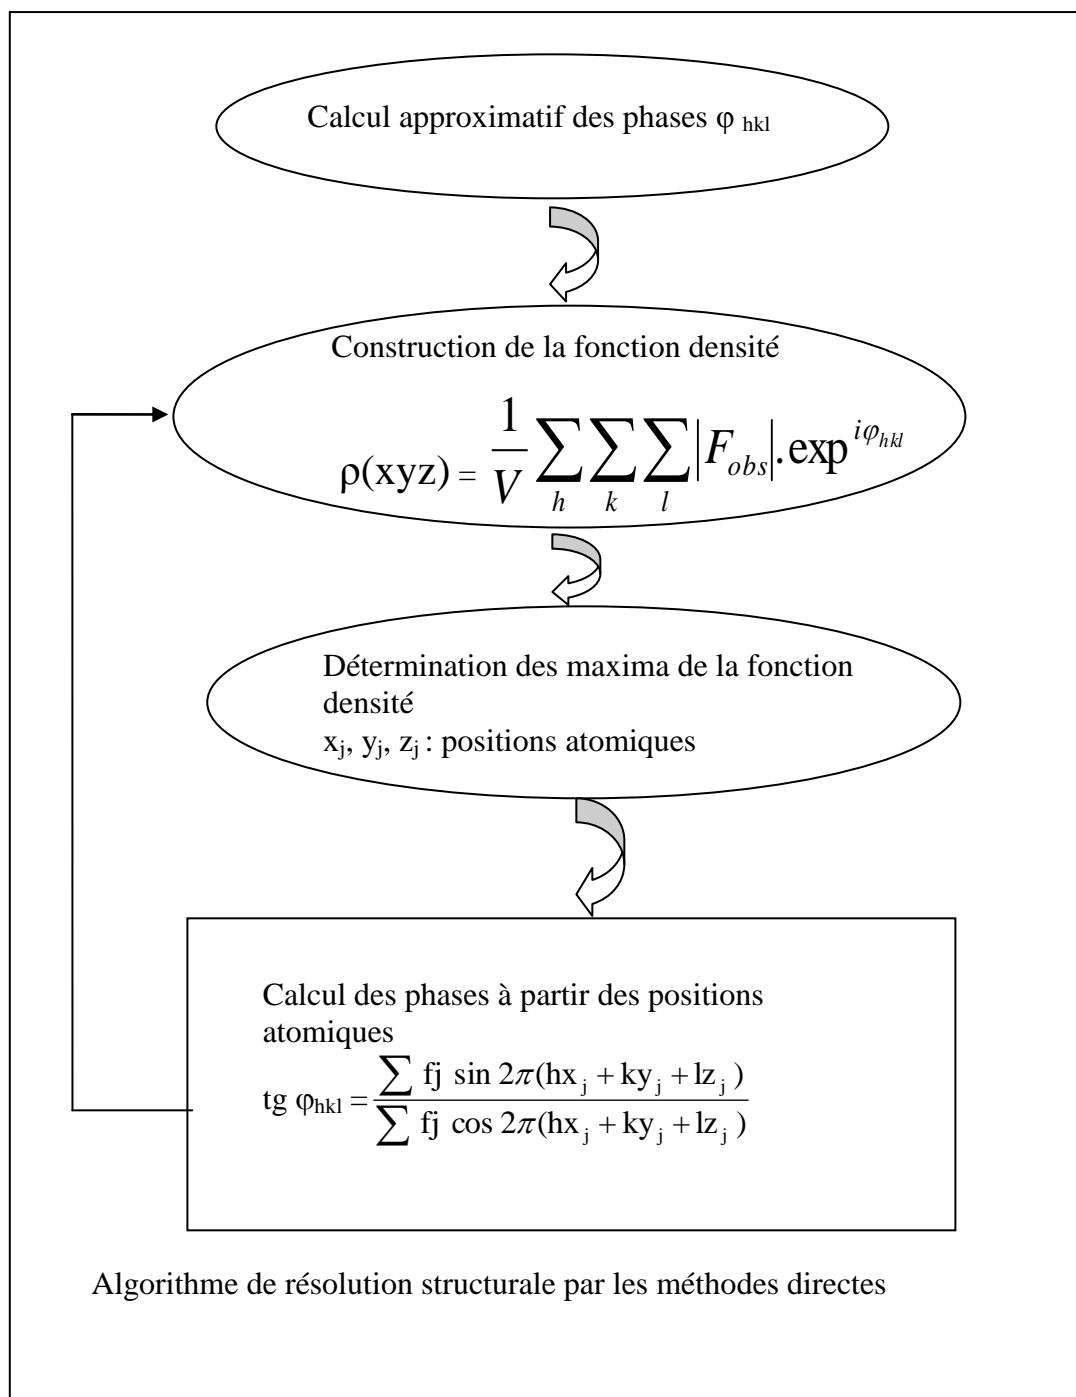 Calcul approximatif des phases φ hkl
Construction de la fonction densité
ρ(xyz) = 1/V ∑h ∑k ∑l |Fobs|.exp^iφhkl
Détermination des maxima de la fonction
densité
xj, yj, zj : positions atomiques
Calcul des phases à partir des positions
atomiques
tg φhkl = ∑ fj sin 2π(hxj + kyj + lzj) / ∑ fj cos 2π(hxj + kyj + lzj)
Algorithme de résolution structurale par les méthodes directes